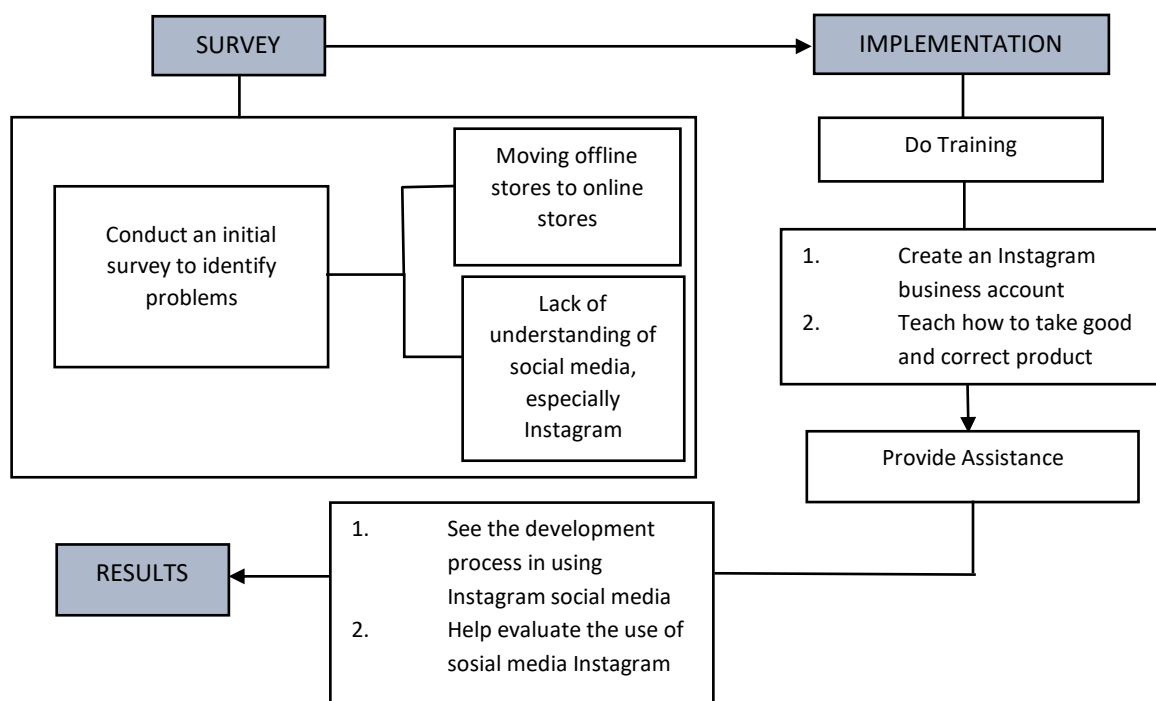 SURVEY
IMPLEMENTATION
Conduct an initial
survey to identify
problems
Moving offline
stores to online
stores
Lack of
understanding of
social media,
especially
Instagram
Do Training
1. Create an Instagram
business account
2. Teach how to take good
and correct product
Provide Assistance
1. See the development
process in using
Instagram social media
2. Help evaluate the use of
sosial media Instagram
RESULTS